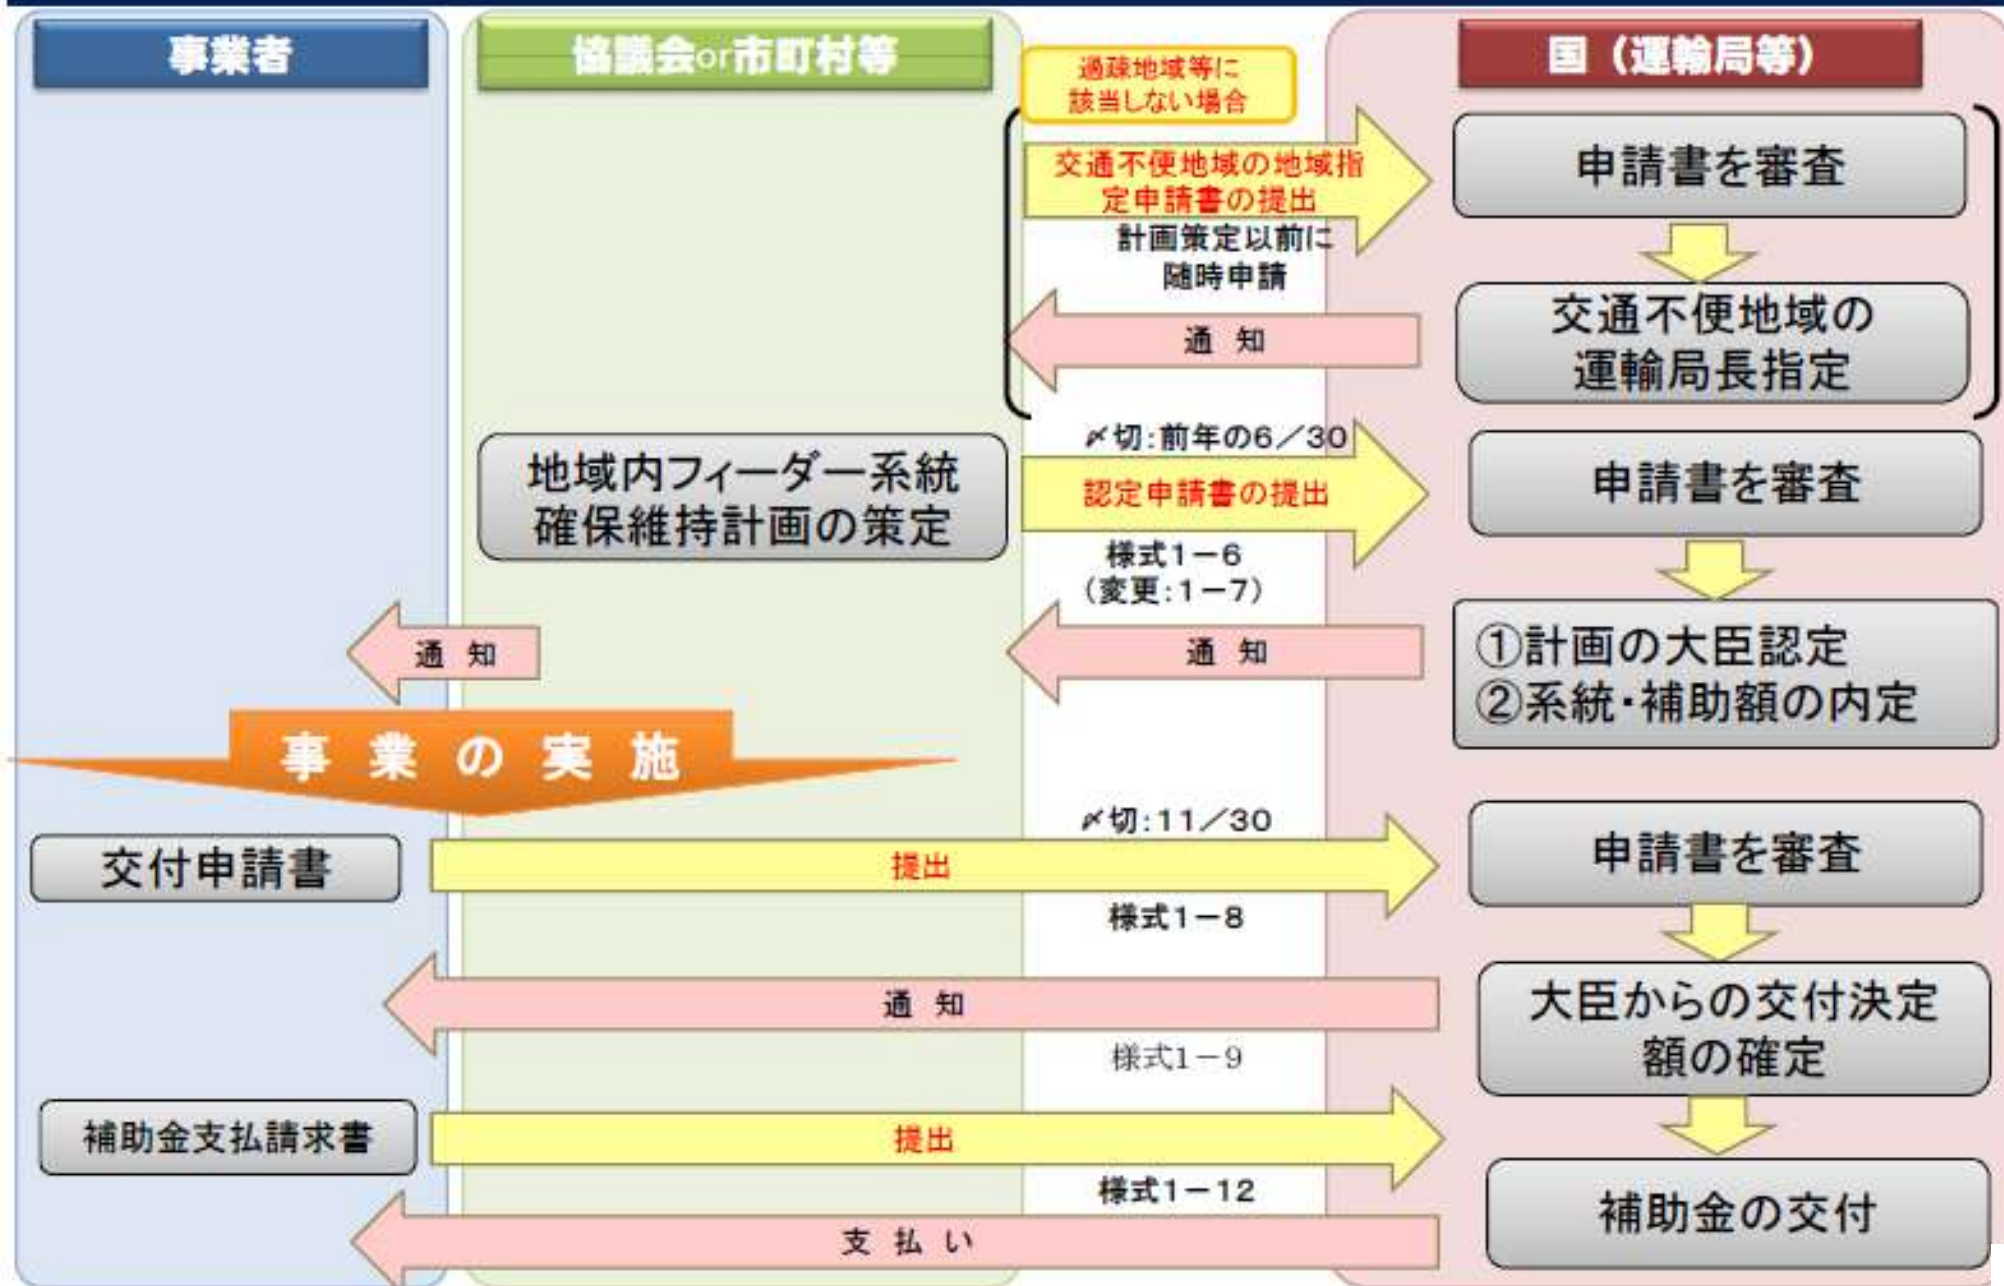 事業者
協議会or市町村等
国（運輸局等）
過疎地域等に
該当しない場合
交通不便地域の地域指
定申請書の提出
計画策定以前に
随時申請
申請書を審査
通知
交通不便地域の
運輸局長指定
地域内フィーダー系統
確保維持計画の策定
〆切：前年の6／30
認定申請書の提出
様式1－6
（変更：1－7）
申請書を審査
通知
通知
①計画の大臣認定
②系統・補助額の内定
事業の実施
交付申請書
〆切：11／30
提出
様式1－8
申請書を審査
通知
様式1－9
大臣からの交付決定
額の確定
補助金支払請求書
提出
様式1－12
支払い
補助金の交付